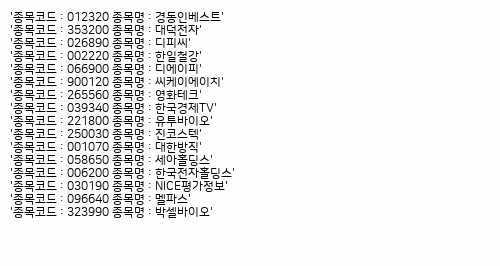 '종목코드 : 012320 종목명 : 경동인베스트'
'종목코드 : 353200 종목명 : 대덕전자'
'종목코드 : 026890 종목명 : 디피씨'
'종목코드 : 002220 종목명 : 한일철강'
'종목코드 : 066900 종목명 : 디에이피'
'종목코드 : 900120 종목명 : 씨케이에이치'
'종목코드 : 265560 종목명 : 영화테크'
'종목코드 : 039340 종목명 : 한국경제TV'
'종목코드 : 221800 종목명 : 유투바이오'
'종목코드 : 250030 종목명 : 진코스텍'
'종목코드 : 001070 종목명 : 대한방직'
'종목코드 : 058650 종목명 : 세아홀딩스'
'종목코드 : 006200 종목명 : 한국전자홀딩스'
'종목코드 : 030190 종목명 : NICE평가정보'
'종목코드 : 096640 종목명 : 멜파스'
'종목코드 : 323990 종목명 : 박셀바이오'